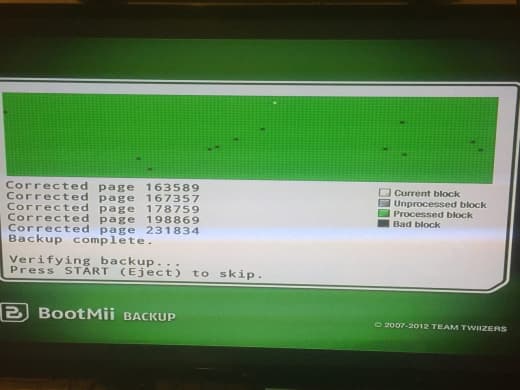 Corrected page 163589
Corrected page 167357
Corrected page 178759
Corrected page 198869
Corrected page 231834
Backup complete.
Verifying backup...
Press START (Eject) to skip.
Current block
Unprocessed block
Processed block
Bad block
BootMii BACKUP
© 2007-2012 TEAM TWIIZERS